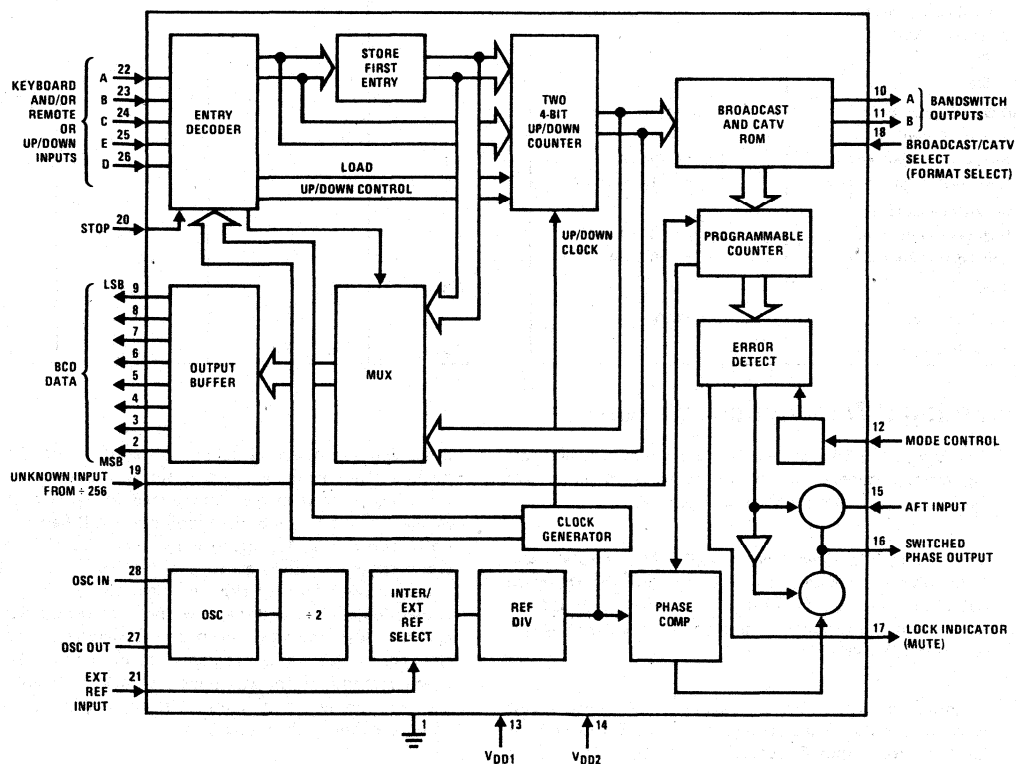 KEYBOARD
AND/OR
REMOTE
OR
UP/DOWN
INPUTS
A 22
B 23
C 24
E 25
D 26
STOP 20
ENTRY
DECODER
STORE
FIRST
ENTRY
TWO
4-BIT
UP/DOWN
COUNTER
LOAD
UP/DOWN CONTROL
UP/DOWN
CLOCK
BROADCAST
AND CATV
ROM
10 A
11 B
BANDSWITCH
OUTPUTS
18 BROADCAST/CATV
SELECT
(FORMAT SELECT)
PROGRAMMABLE
COUNTER
ERROR
DETECT
12 MODE CONTROL
15 AFT INPUT
16 SWITCHED
PHASE OUTPUT
17 LOCK INDICATOR
(MUTE)
BCD
DATA
LSB 9
8
7
6
5
4
3
2
MSB
OUTPUT
BUFFER
MUX
UNKNOWN INPUT 19
FROM ÷ 256
CLOCK
GENERATOR
OSC IN 28
OSC OUT 27
EXT
REF
INPUT
21
OSC
÷ 2
INTER/
EXT
REF
SELECT
REF
DIV
PHASE
COMP
1
13
VDD1
14
VDD2